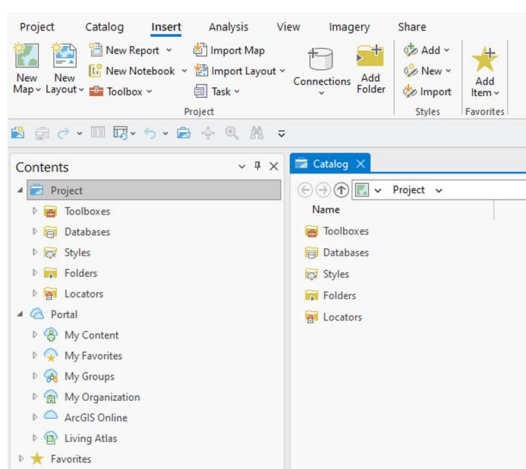 Project Catalog Insert Analysis View Imagery Share
New Map New Layout New Report Import Map Connections Add Folder Add Add Item
New Notebook Import Layout New
Toolbox Task Import
Project Styles Favorites
Contents
Project
Toolboxes
Databases
Styles
Folders
Locators
Portal
My Content
My Favorites
My Groups
My Organization
ArcGIS Online
Living Atlas
Favorites
Catalog
Project
Name
Toolboxes
Databases
Styles
Folders
Locators